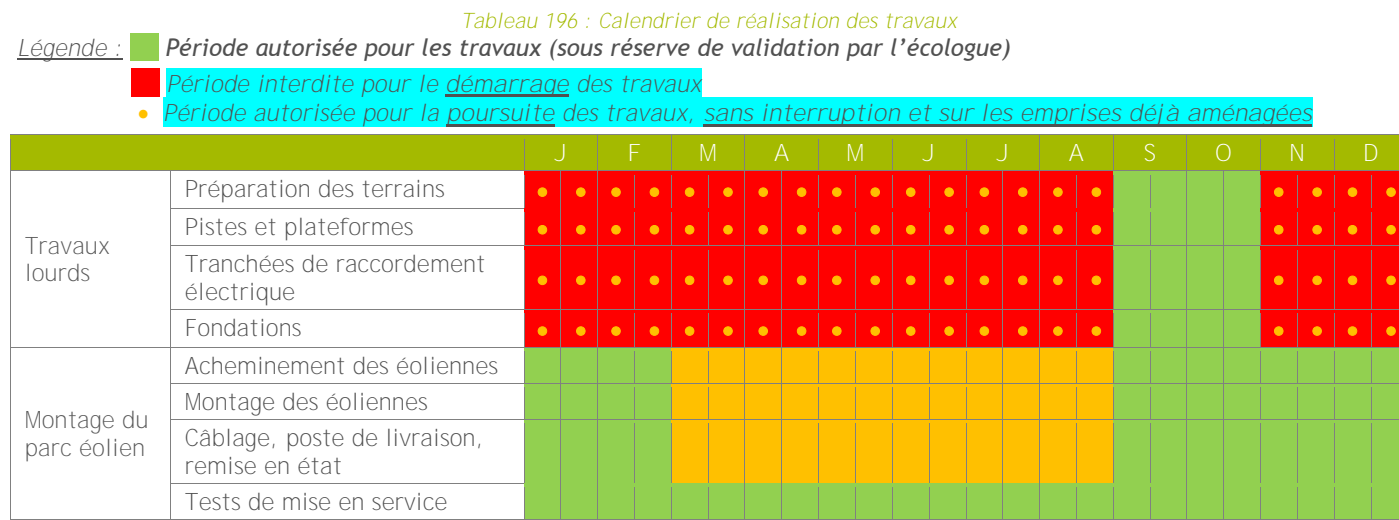 Tableau 196 : Calendrier de réalisation des travaux
Légende : Période autorisée pour les travaux (sous réserve de validation par l'écologue)
Période interdite pour le démarrage des travaux
• Période autorisée pour la poursuite des travaux, sans interruption et sur les emprises déjà aménagées
J F M A M J J A S O N D
Travaux lourds
Préparation des terrains
Pistes et plateformes
Tranchées de raccordement
électrique
Fondations
Montage du
parc éolien
Acheminement des éoliennes
Montage des éoliennes
Câblage, poste de livraison,
remise en état
Tests de mise en service